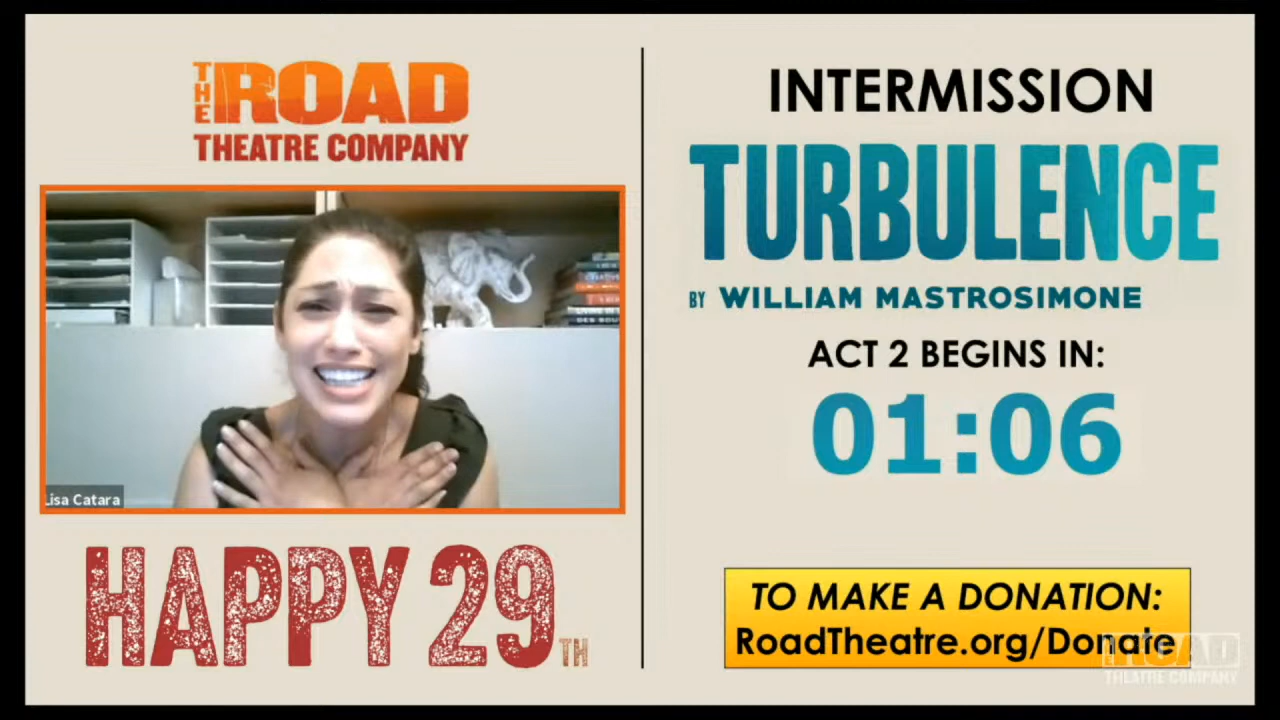 THE ROAD
THEATRE COMPANY
Lisa Catara
HAPPY 29TH
INTERMISSION
TURBULENCE
BY WILLIAM MASTROSIMONE
ACT 2 BEGINS IN:
01:06
TO MAKE A DONATION:
RoadTheatre.org/Donate
THE ROAD
THEATRE COMPANY